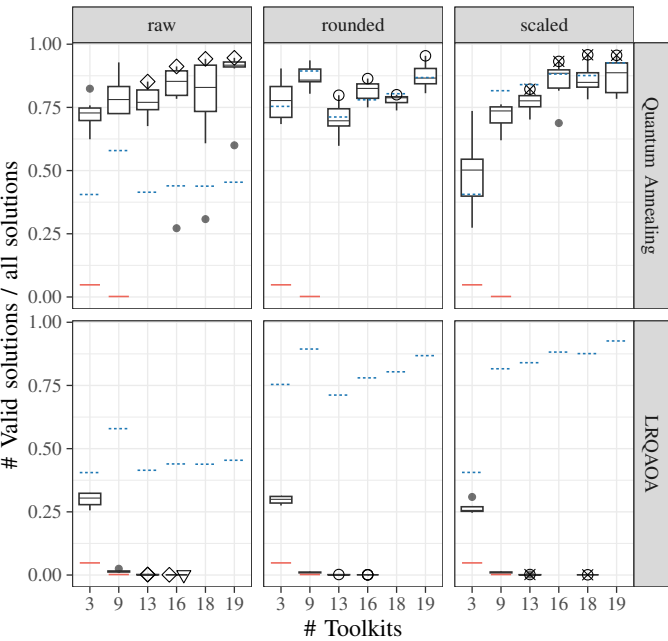 raw rounded scaled
1.00
0.75
0.50
0.25
0.00
Quantum Annealing
1.00
0.75
0.50
0.25
0.00
LRQAOA
# Valid solutions / all solutions
3 9 13 16 18 19 3 9 13 16 18 19 3 9 13 16 18 19
# Toolkits